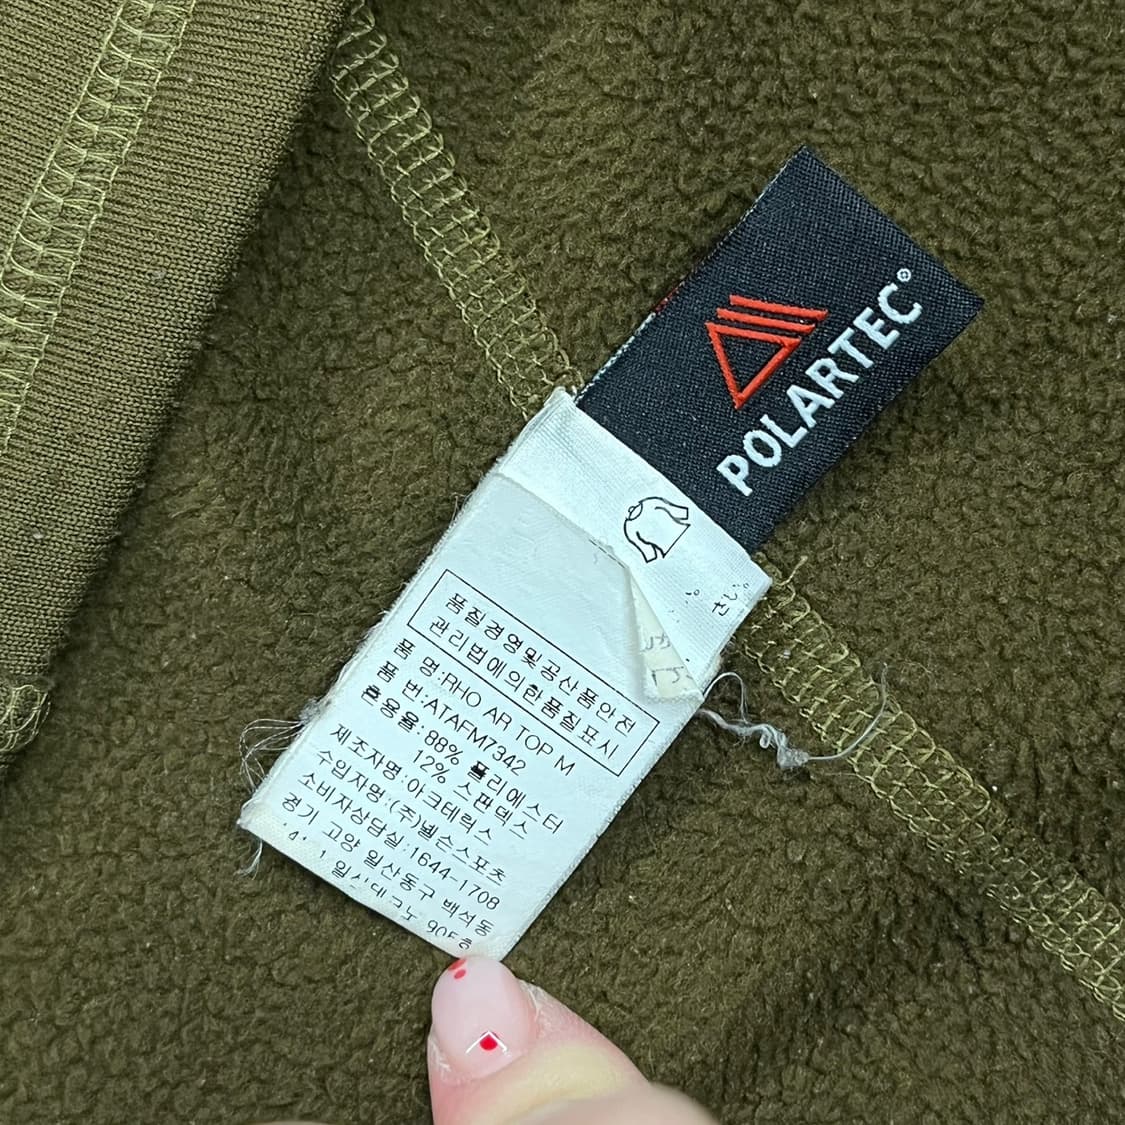 POLARTEC®
품질경영및공산품안전
관리법에의한품질표시
품 명:RHO AR TOP M
품 번:ATAFM7342
혼용율:88% 폴리에스터
12% 스판덱스
제조자명:아크테릭스
수입자명:(주)넬슨스포츠
소비자상담실:1644-1708
경기 고양 일산동구 백석동